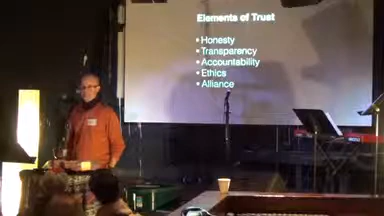 Elements of Trust
• Honesty
• Transparency
• Accountability
• Ethics
• Alliance